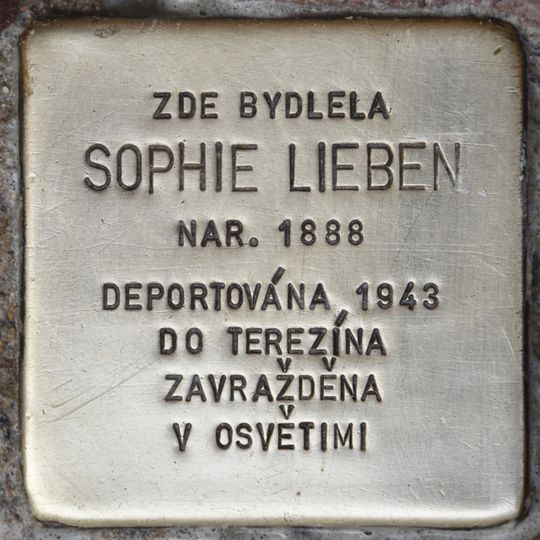 ZDE BYDLELA
SOPHIE LIEBEN
NAR. 1888
DEPORTOVÁNA 1943
DO TEREZÍNA
ZAVRAŽDĚNA
V OSVĚTIMI